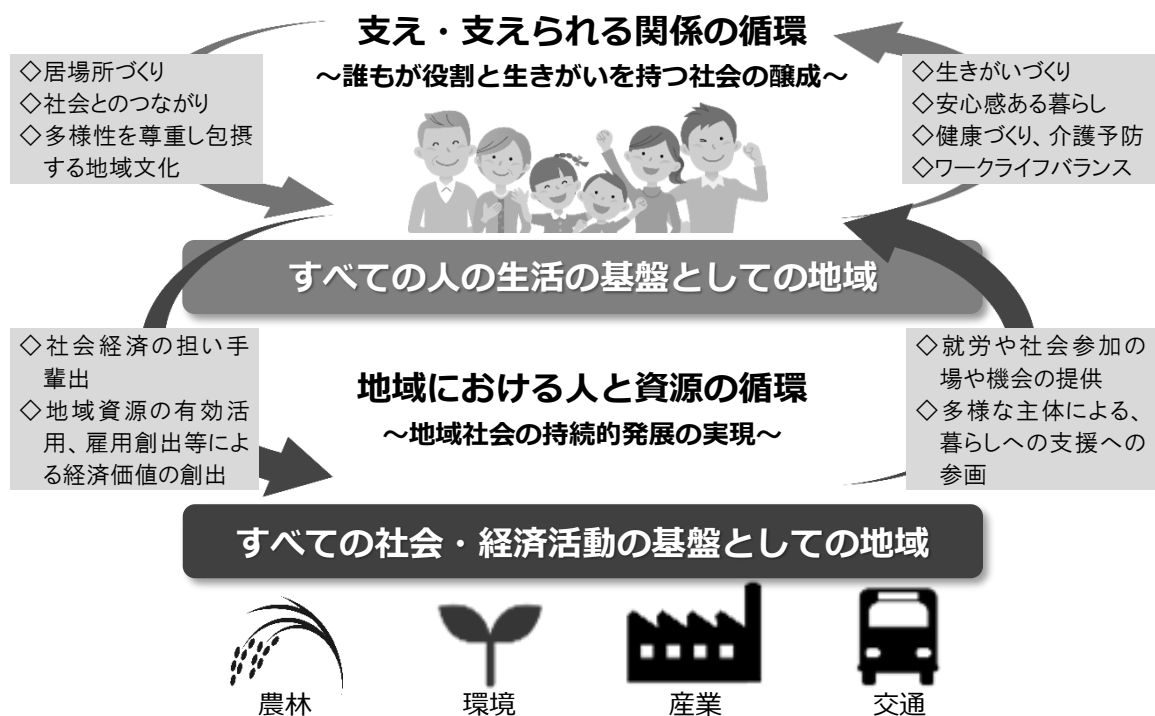 支え・支えられる関係の循環
～誰もが役割と生きがいを持つ社会の醸成～
◇居場所づくり
◇社会とのつながり
◇多様性を尊重し包摂
する地域文化
◇生きがいづくり
◇安心感ある暮らし
◇健康づくり、介護予防
◇ワークライフバランス
すべての人の生活の基盤としての地域
◇社会経済の担い手
輩出
◇地域資源の有効活
用、雇用創出等によ
る経済価値の創出
地域における人と資源の循環
～地域社会の持続的発展の実現～
◇就労や社会参加の
場や機会の提供
◇多様な主体による、
暮らしへの支援への
参画
すべての社会・経済活動の基盤としての地域
農林
環境
産業
交通